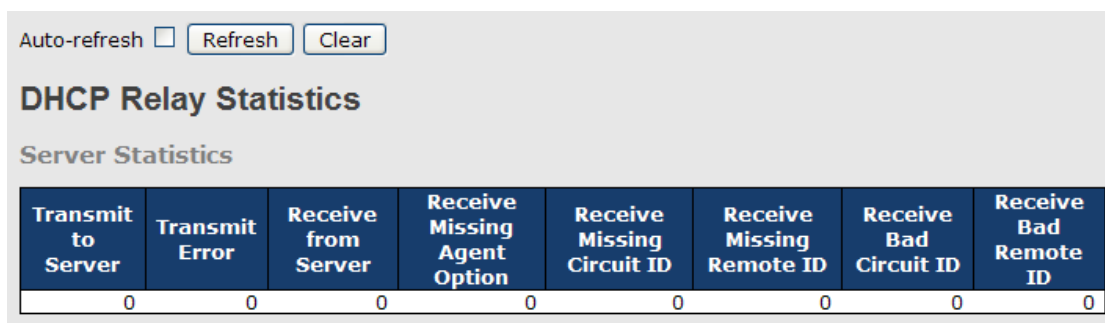 Auto-refresh Refresh Clear
DHCP Relay Statistics
Server Statistics
Transmit to Server Transmit Error Receive from Server Receive Missing Agent Option Receive Missing Circuit ID Receive Missing Remote ID Receive Bad Circuit ID Receive Bad Remote ID
0 0 0 0 0 0 0 0